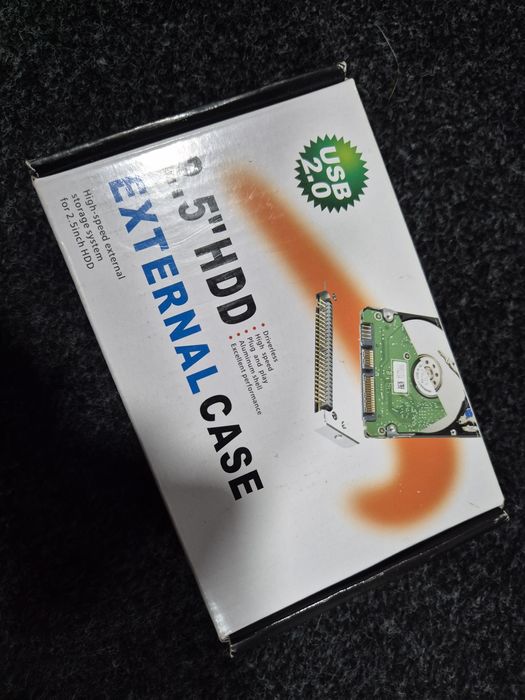 USB
2.0
2.5"HDD
EXTERNAL CASE
High-speed external
storage system
for 2.5inch HDD
Driverless
High speed
Plug and play
Aluminum shell
Excellent performance